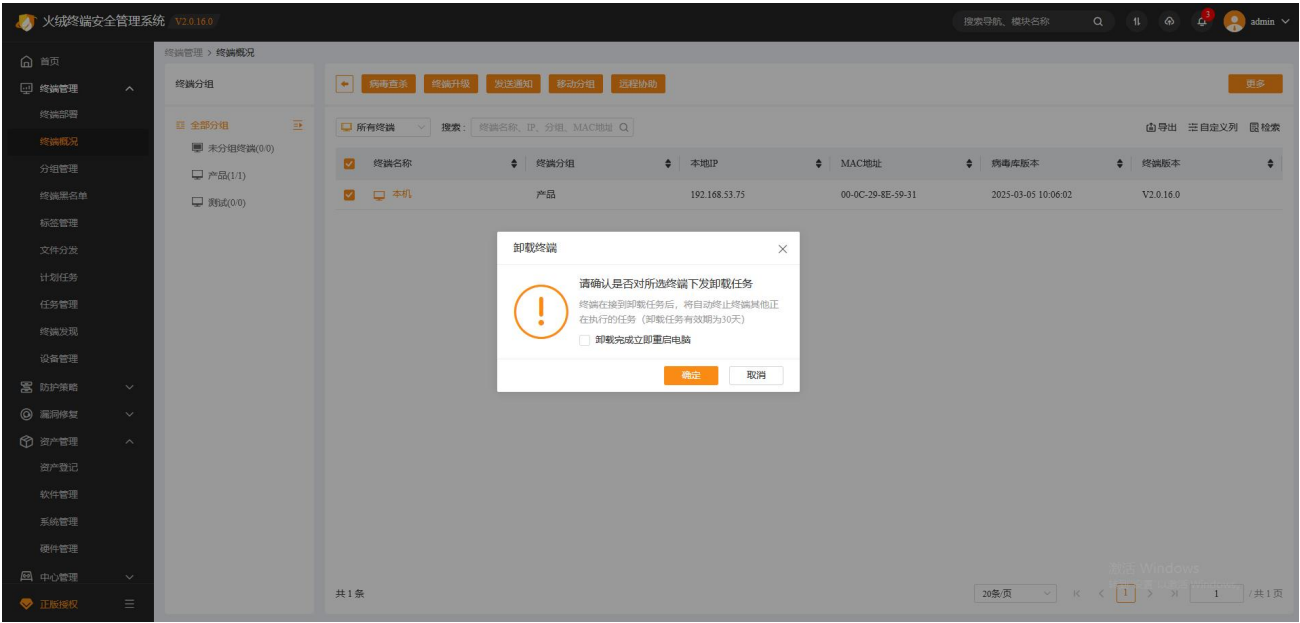 火绒终端安全管理系统 V2.0.16.0
搜索导航、模块名称
3
admin
首页
终端管理
终端部署
终端概况
分组管理
终端黑名单
标签管理
文件分发
计划任务
任务管理
终端发现
设备管理
防护策略
漏洞修复
资产管理
资产登记
软件管理
系统管理
硬件管理
中心管理
正版授权
终端管理 > 终端概况
终端分组
全部分组
未分组终端(0/0)
产品(1/1)
测试(0/0)
病毒查杀 终端升级 发送通知 移动分组 远程协助 更多
所有终端 搜索： 终端名称、IP、分组、MAC地址 导出 自定义列 检索
终端名称 终端分组 本地IP MAC地址 病毒库版本 终端版本
本机 产品 192.168.53.75 00-0C-29-8E-59-31 2025-03-05 10:06:02 V2.0.16.0
卸载终端
请确认是否对所选终端下发卸载任务
终端在接到卸载任务后，将自动终止终端其他正
在执行的任务（卸载任务有效期为30天）
卸载完成立即重启电脑
确定 取消
激活 Windows
共1条 20条/页 1 1 /共1页